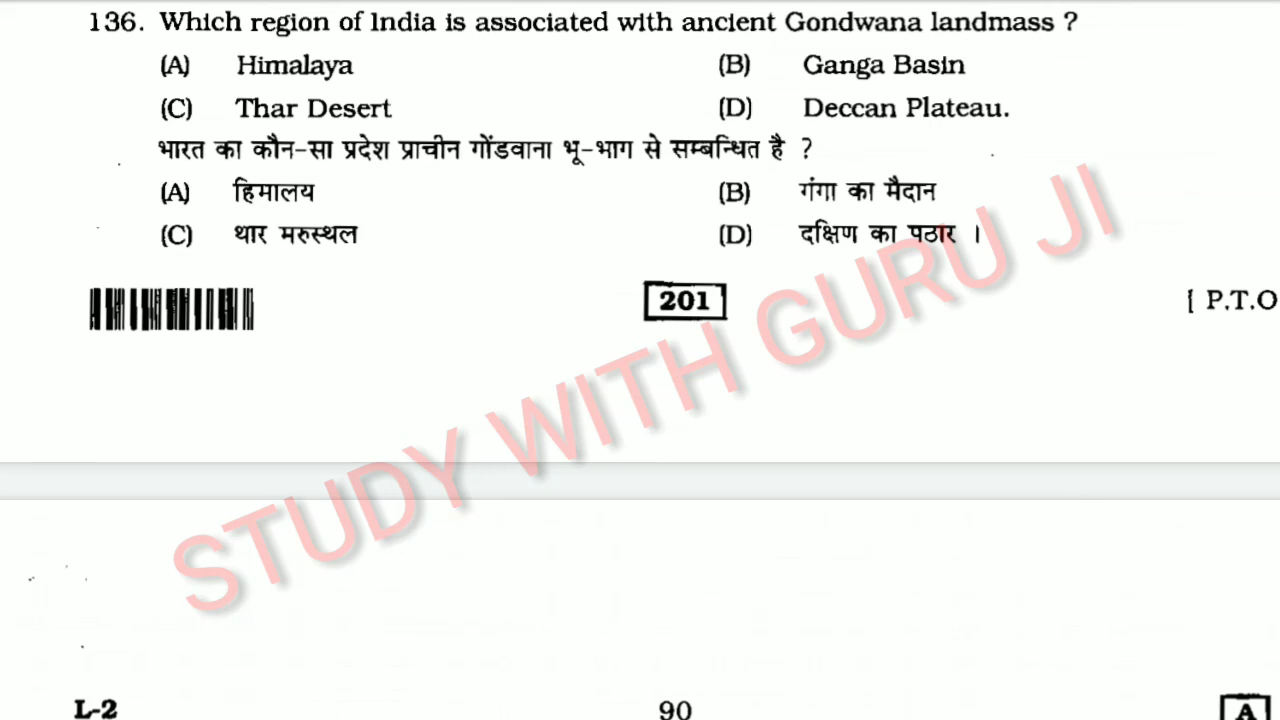 136. Which region of India is associated with ancient Gondwana landmass ?
(A) Himalaya (B) Ganga Basin
(C) Thar Desert (D) Deccan Plateau.
भारत का कौन-सा प्रदेश प्राचीन गोंडवाना भू-भाग से सम्बन्धित है ?
(A) हिमालय (B) गंगा का मैदान
(C) थार मरुस्थल (D) दक्षिण का पठार ।
201 [ P.T.O
STUDY WITH GURU JI
L-2 90 A